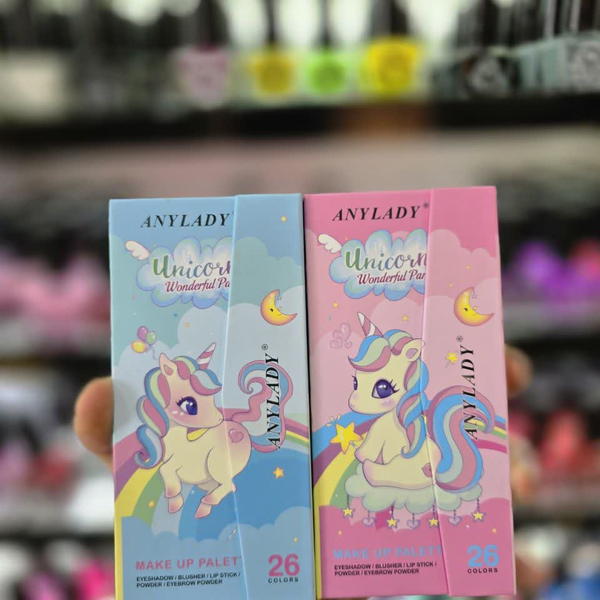 ANYLADY®
Unicorn
Wonderful Pa
ANYLADY®
MAKE UP PALET
26
COLORS
EYESHADOW / BLUSHER / LIP STICK /
POWDER / EYEBROW POWDER
ANYLADY®
Unicorn
Wonderful Par
ANYLADY®
MAKE UP PALET
26
COLORS
EYESHADOW / BLUSHER / LIP STICK /
POWDER / EYEBROW POWDER